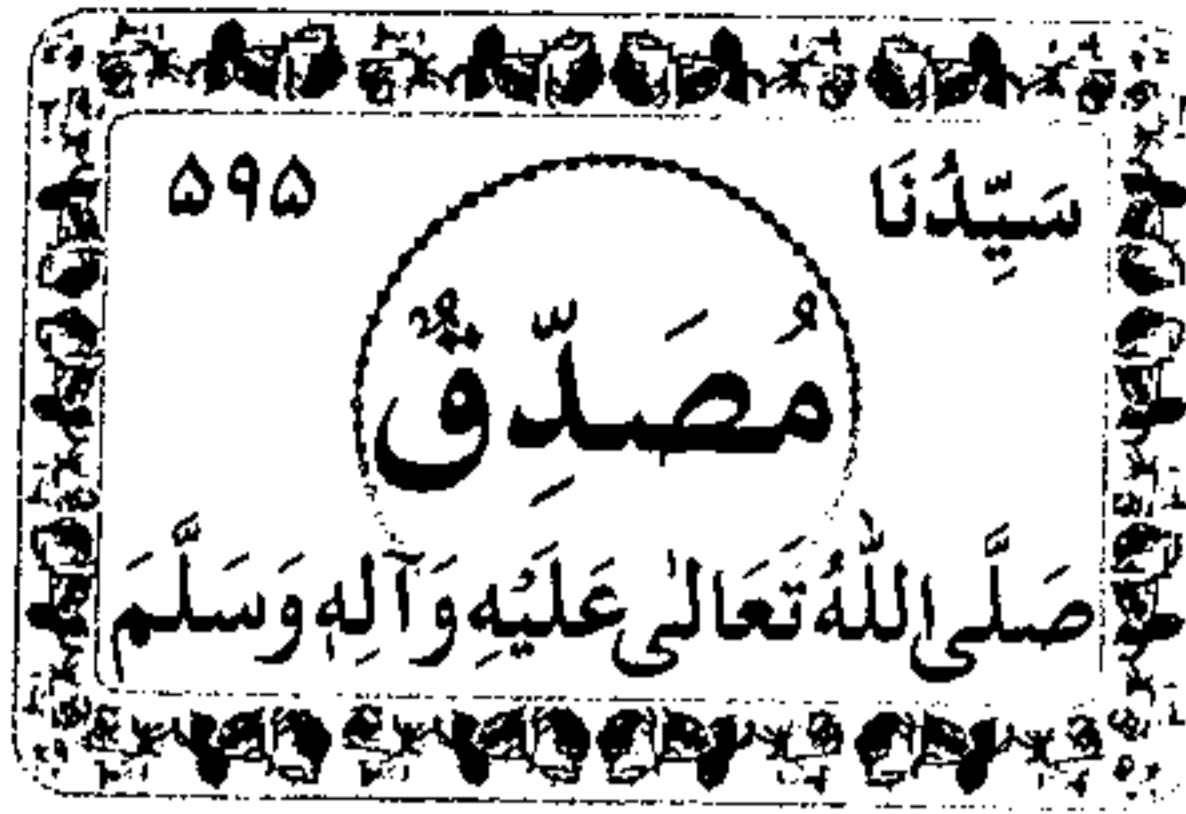 سَيِّدُنَا ۵۹۵
مُصَدِّقٌ
صَلَّى اللّٰهُ تَعَالٰى عَلَيْهِ وَآلِهٖ وَسَلَّمَ